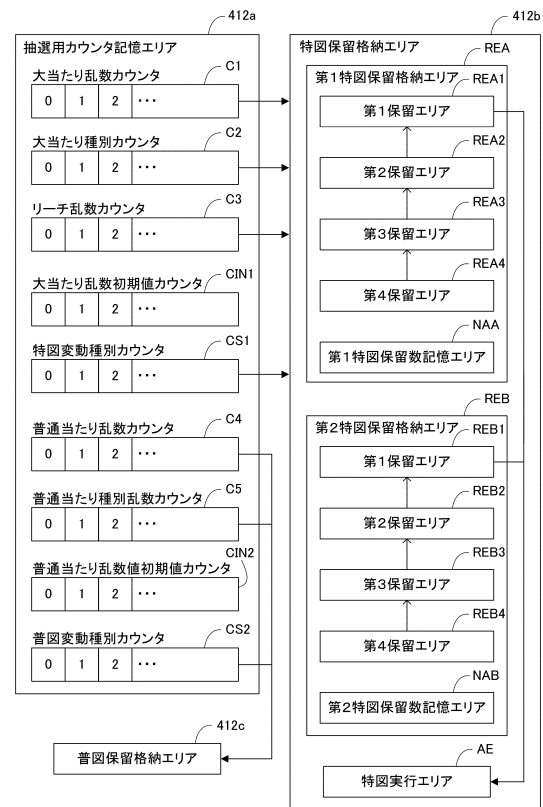 412a
抽選用カウンタ記憶エリア
大当たり乱数カウンタ
C1
0 1 2 ・・・
大当たり種別カウンタ
C2
0 1 2 ・・・
リーチ乱数カウンタ
C3
0 1 2 ・・・
大当たり乱数初期値カウンタ
CIN1
0 1 2 ・・・
特図変動種別カウンタ
CS1
0 1 2 ・・・
普通当たり乱数カウンタ
C4
0 1 2 ・・・
普通当たり種別乱数カウンタ
C5
0 1 2 ・・・
普通当たり乱数値初期値カウンタ
CIN2
0 1 2 ・・・
普図変動種別カウンタ
CS2
0 1 2 ・・・
412c
普図保留格納エリア
412b
特図保留格納エリア
REA
第1特図保留格納エリア
REA1
第1保留エリア
REA2
第2保留エリア
REA3
第3保留エリア
REA4
第4保留エリア
NAA
第1特図保留数記憶エリア
REB
第2特図保留格納エリア
REB1
第1保留エリア
REB2
第2保留エリア
REB3
第3保留エリア
REB4
第4保留エリア
NAB
第2特図保留数記憶エリア
AE
特図実行エリア